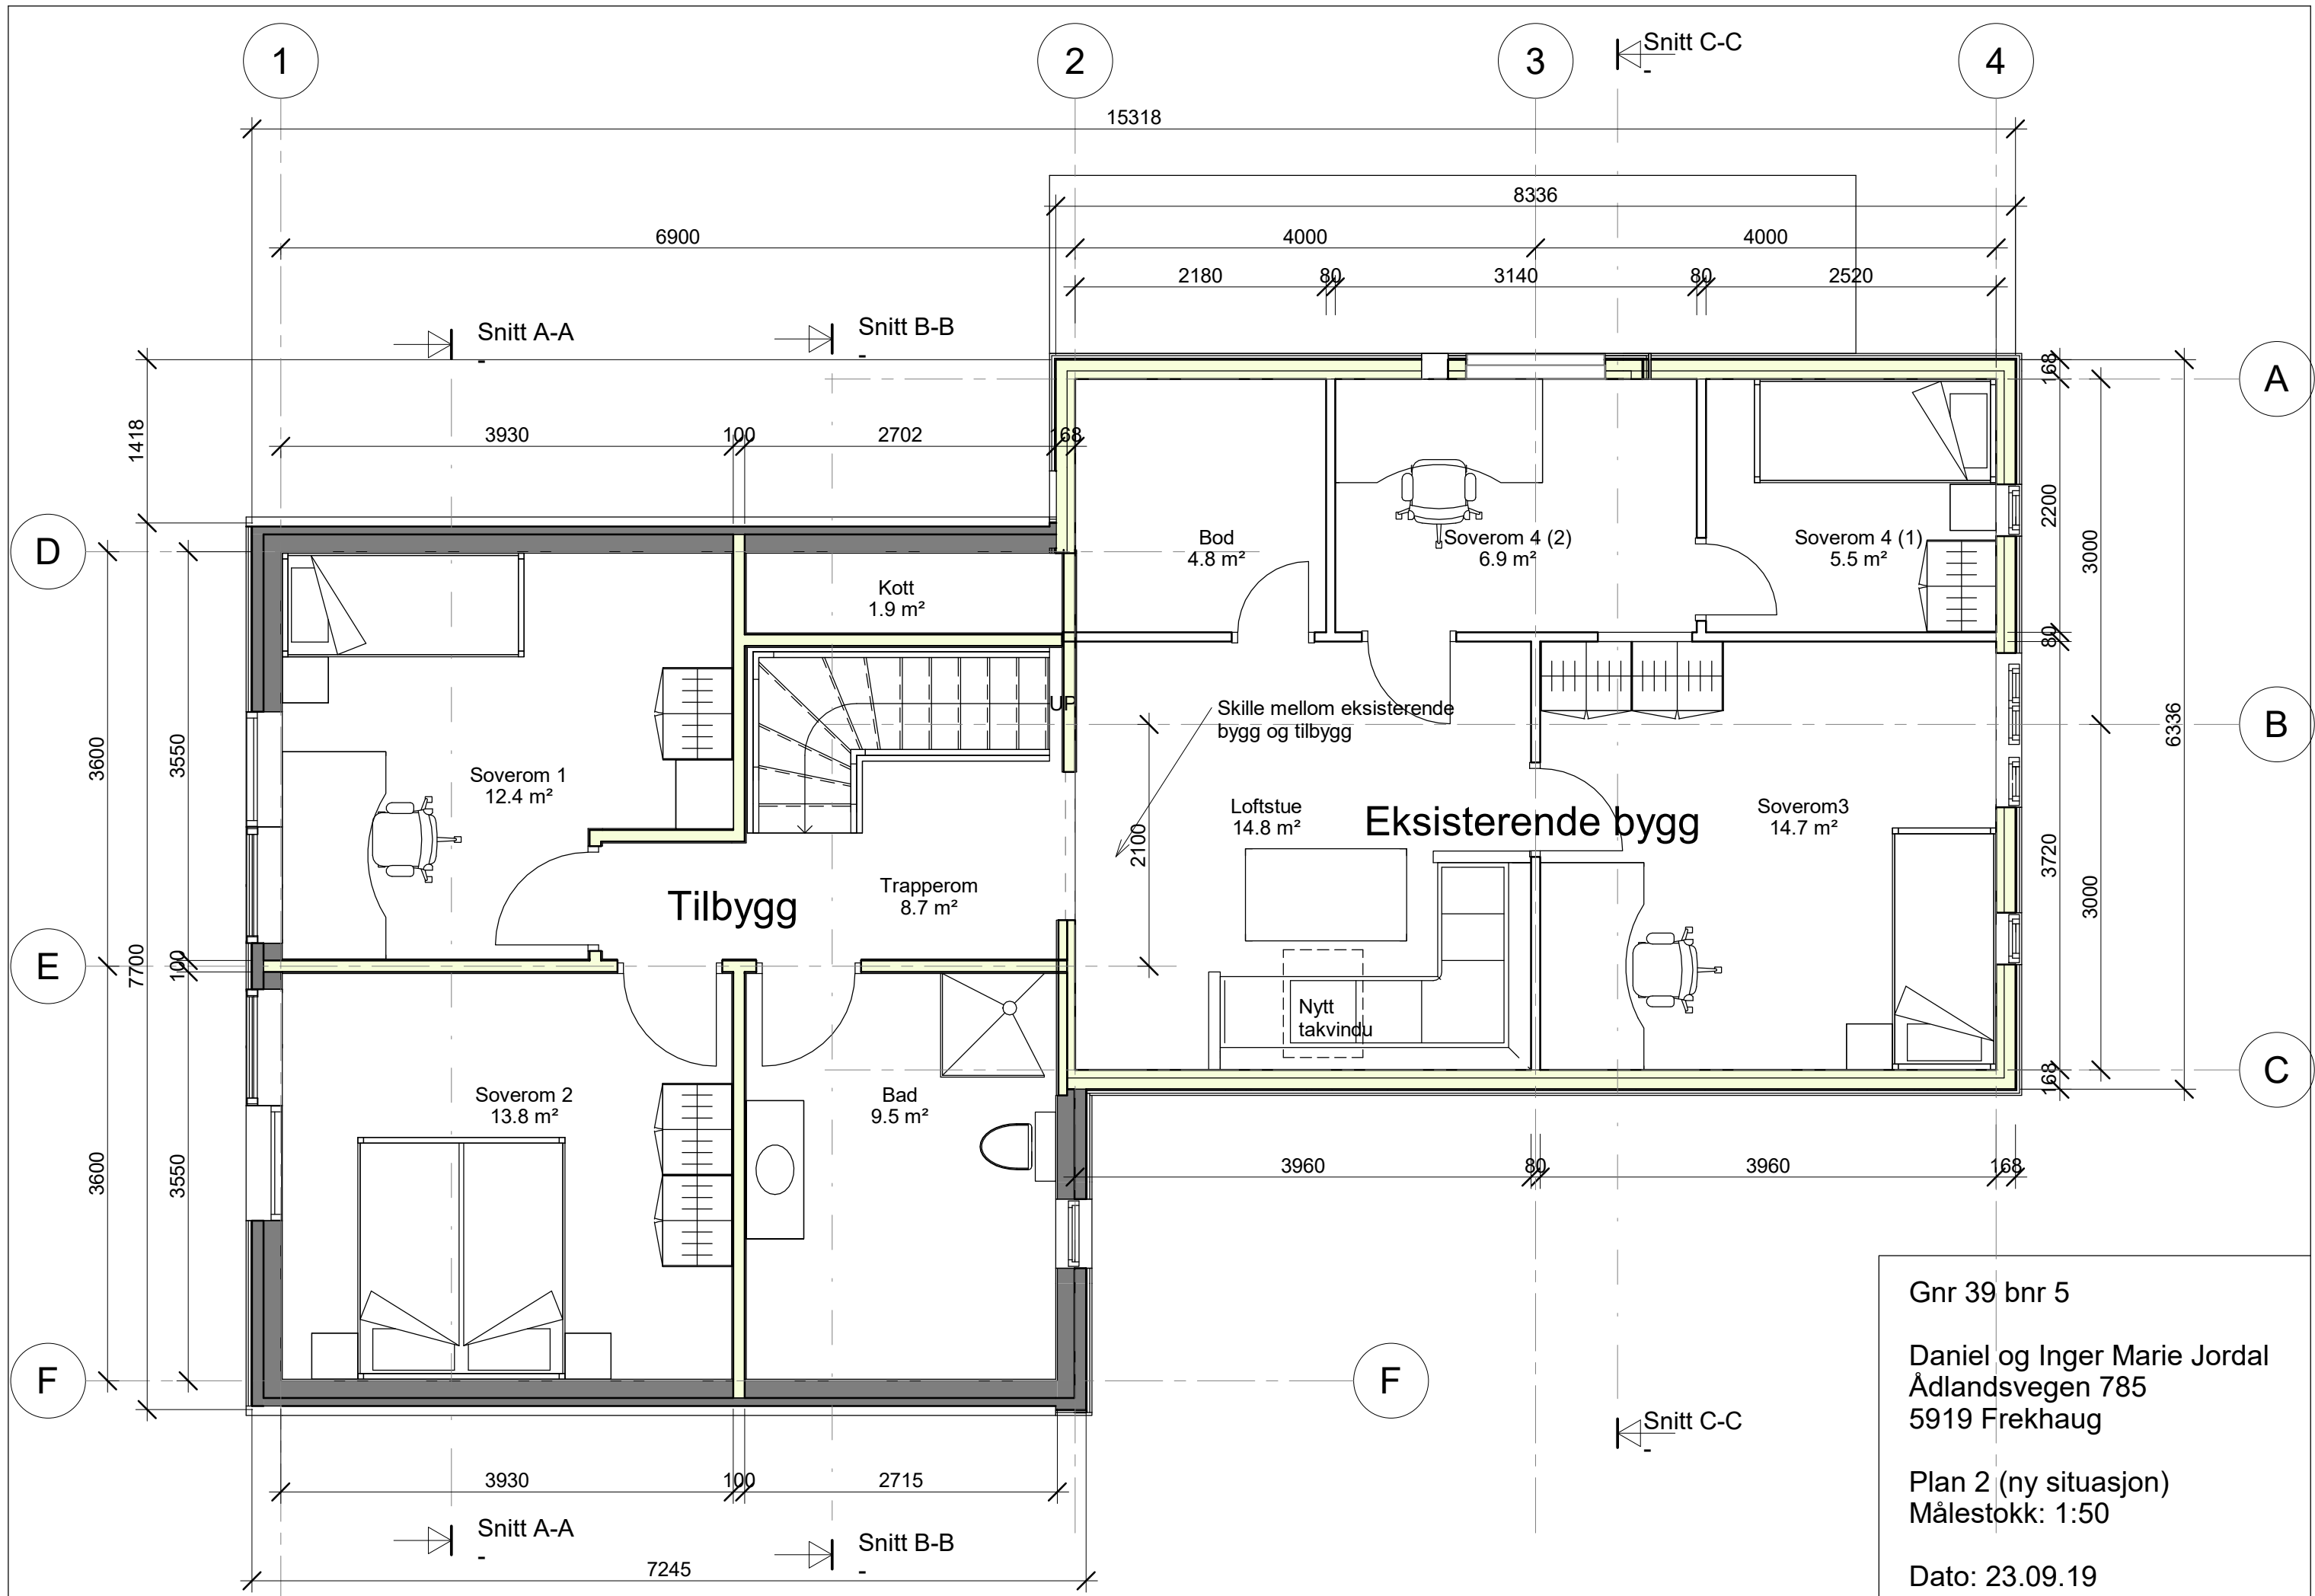 1
2
3
4
Snitt C-C
-
15318
8336
6900
4000
4000
2180
80
3140
80
2520
Snitt A-A
-
Snitt B-B
-
A
168
1418
3930
100
2702
168
2200
3000
D
Bod
4.8 m²
Soverom 4 (2)
6.9 m²
Soverom 4 (1)
5.5 m²
Kott
1.9 m²
80
UP
Skille mellom eksisterende
bygg og tilbygg
B
6336
3600
3550
Soverom 1
12.4 m²
Loftstue
14.8 m²
Eksisterende bygg
Soverom3
14.7 m²
2100
3720
3000
Trapperom
8.7 m²
Tilbygg
E
7700
100
Nytt
takvindu
C
168
Soverom 2
13.8 m²
Bad
9.5 m²
3600
3550
3960
80
3960
168
F
F
Snitt C-C
-
3930
100
2715
Snitt A-A
-
Snitt B-B
-
7245
Gnr 39 bnr 5
Daniel og Inger Marie Jordal
Ådlandsvegen 785
5919 Frekhaug
Plan 2 (ny situasjon)
Målestokk: 1:50
Dato: 23.09.19